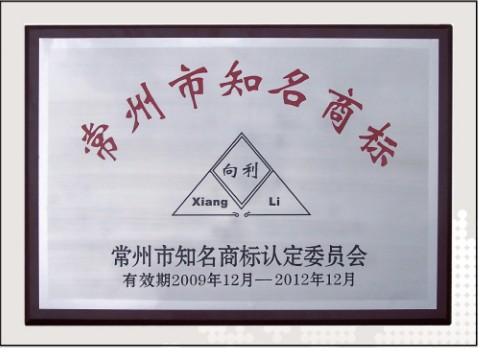 常州市知名商标
向利
Xiang Li
常州市知名商标认定委员会
有效期2009年12月—2012年12月